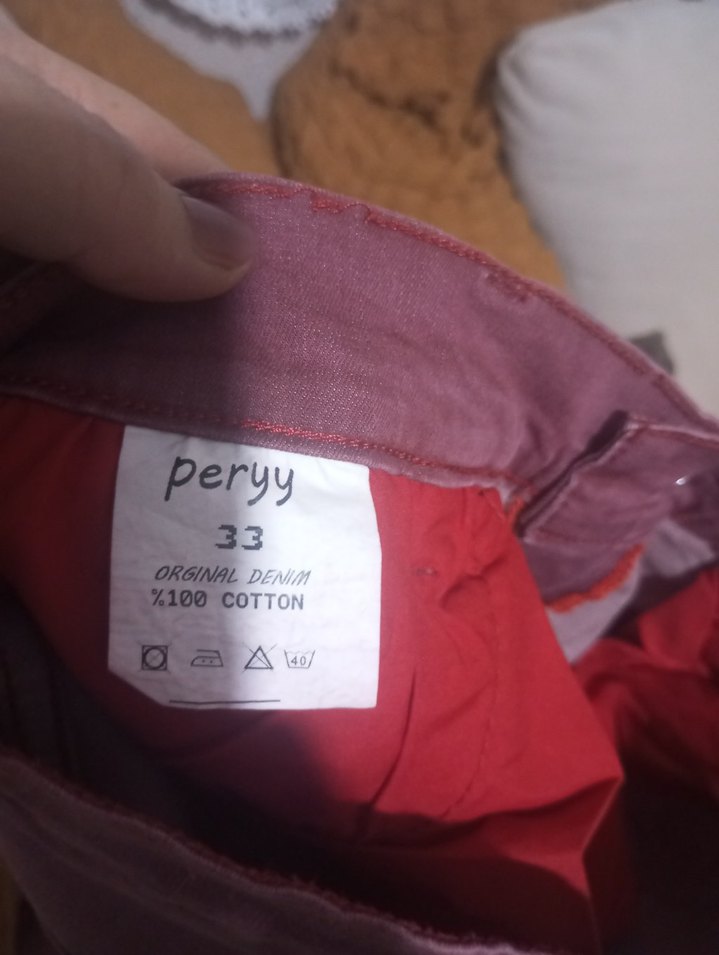 peryy
33
ORGINAL DENIM
%100 COTTON
40